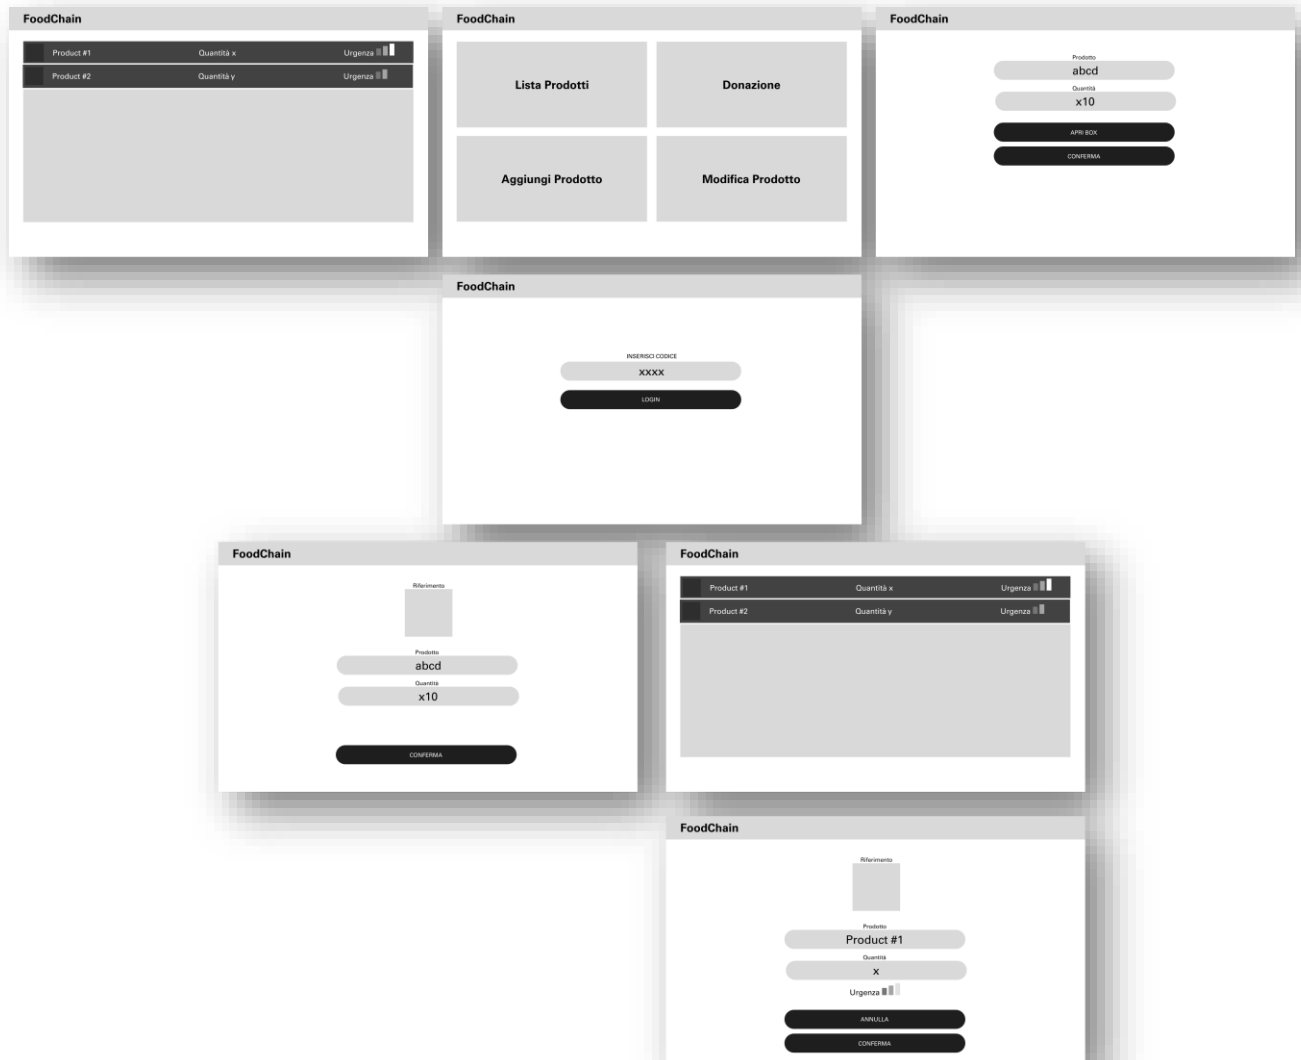 FoodChain
Product #1 Quantità x Urgenza
Product #2 Quantità y Urgenza
FoodChain
Lista Prodotti Donazione
Aggiungi Prodotto Modifica Prodotto
FoodChain
Prodotto
abcd
Quantità
x10
APRI BOX
CONFERMA
FoodChain
INSERISCI CODICE
xxxx
LOGIN
FoodChain
Riferimento
Prodotto
abcd
Quantità
x10
CONFERMA
FoodChain
Product #1 Quantità x Urgenza
Product #2 Quantità y Urgenza
FoodChain
Riferimento
Prodotto
Product #1
Quantità
x
Urgenza
ANNULLA
CONFERMA